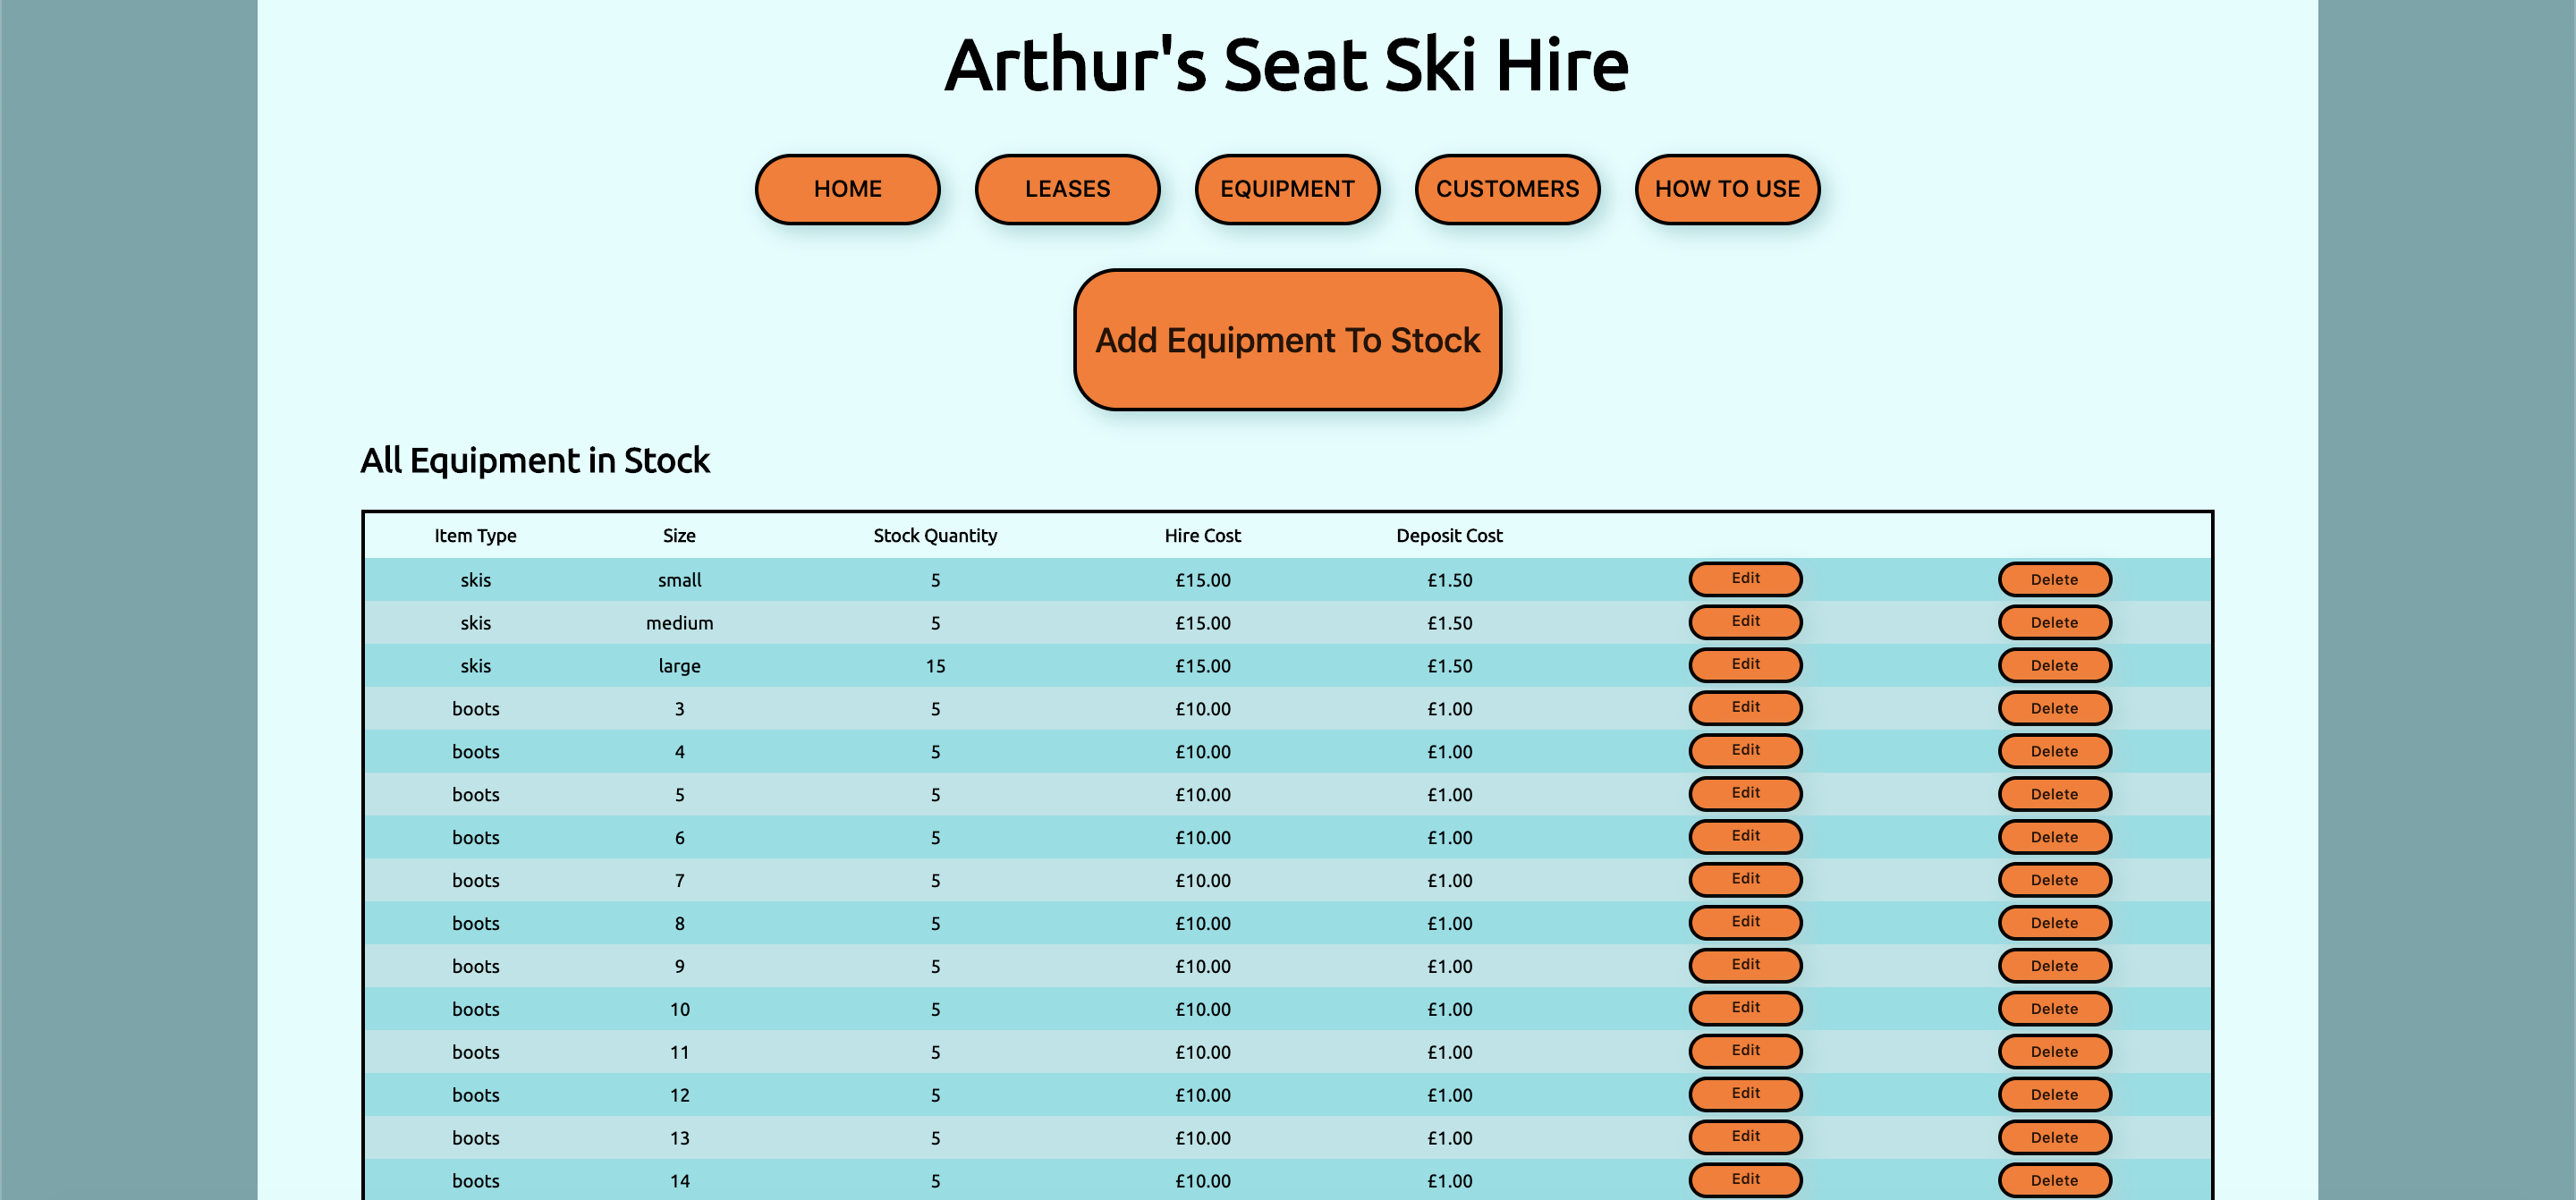 Arthur's Seat Ski Hire
HOME LEASES EQUIPMENT CUSTOMERS HOW TO USE
Add Equipment To Stock
All Equipment in Stock
Item Type Size Stock Quantity Hire Cost Deposit Cost
skis small 5 £15.00 £1.50 Edit Delete
skis medium 5 £15.00 £1.50 Edit Delete
skis large 15 £15.00 £1.50 Edit Delete
boots 3 5 £10.00 £1.00 Edit Delete
boots 4 5 £10.00 £1.00 Edit Delete
boots 5 5 £10.00 £1.00 Edit Delete
boots 6 5 £10.00 £1.00 Edit Delete
boots 7 5 £10.00 £1.00 Edit Delete
boots 8 5 £10.00 £1.00 Edit Delete
boots 9 5 £10.00 £1.00 Edit Delete
boots 10 5 £10.00 £1.00 Edit Delete
boots 11 5 £10.00 £1.00 Edit Delete
boots 12 5 £10.00 £1.00 Edit Delete
boots 13 5 £10.00 £1.00 Edit Delete
boots 14 5 £10.00 £1.00 Edit Delete